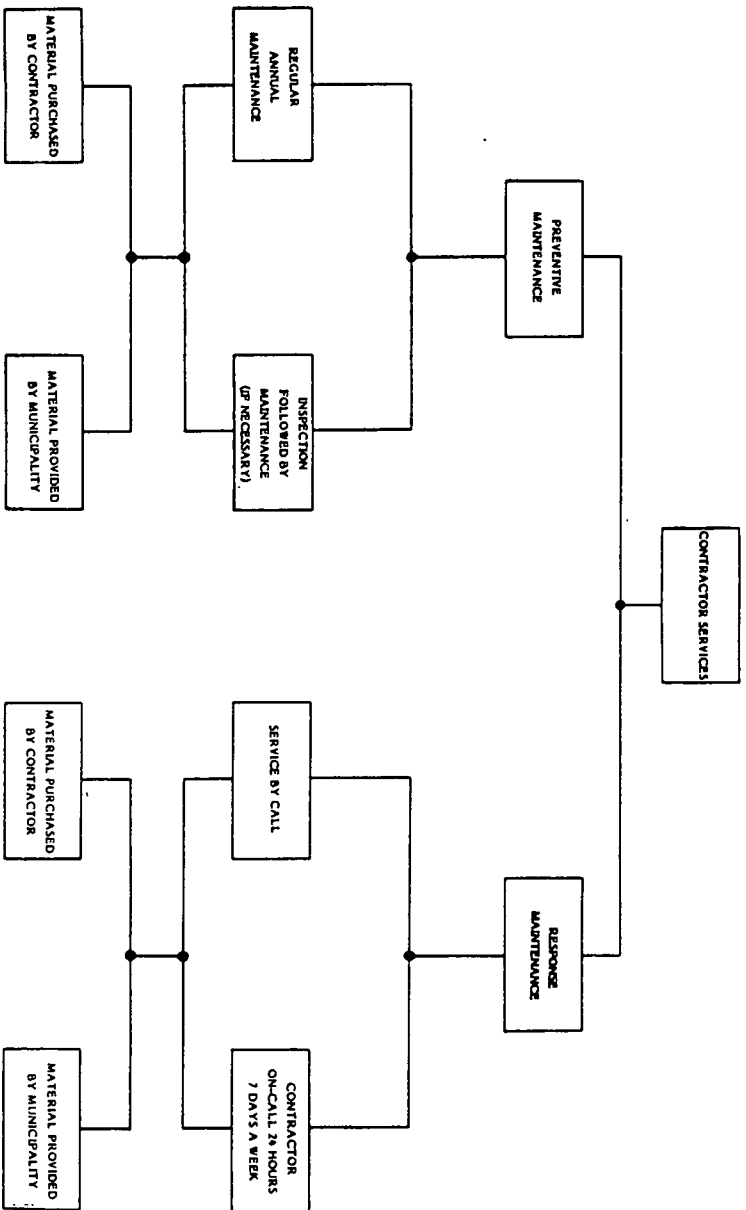 CONTRACTOR SERVICES
PREVENTIVE
MAINTENANCE
RESPONSE
MAINTENANCE
REGULAR
ANNUAL
MAINTENANCE
INSPECTION
FOLLOWED BY
MAINTENANCE
(IF NECESSARY)
SERVICE BY CALL
CONTRACTOR
ON-CALL 24 HOURS
7 DAYS A WEEK
MATERIAL PURCHASED
BY CONTRACTOR
MATERIAL PROVIDED
BY MUNICIPALITY
MATERIAL PURCHASED
BY CONTRACTOR
MATERIAL PROVIDED
BY MUNICIPALITY